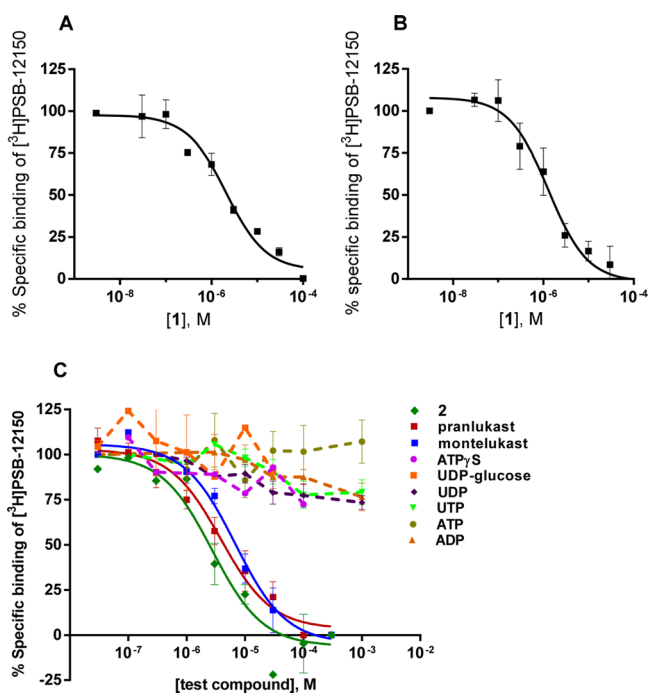 A
% Specific binding of [³H]PSB-12150
125
100
75
50
25
0
10⁻⁸
10⁻⁶
10⁻⁴
[1], M
B
% specific binding of [³H]PSB-12150
125
100
75
50
25
0
10⁻⁸
10⁻⁶
10⁻⁴
[1], M
C
% Specific binding of [³H]PSB-12150
125
100
75
50
25
0
-25
10⁻⁷
10⁻⁶
10⁻⁵
10⁻⁴
10⁻³
10⁻²
[test compound], M
2
pranlukast
montelukast
ATPγS
UDP-glucose
UDP
UTP
ATP
ADP